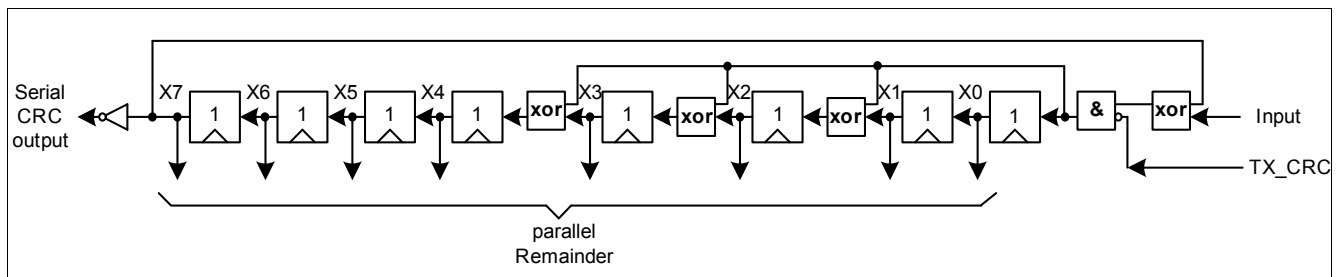 Serial
CRC
output
X7
1
X6
1
X5
1
X4
1
xor
X3
1
xor
X2
1
xor
X1
1
X0
1
&
xor
Input
TX_CRC
parallel
Remainder